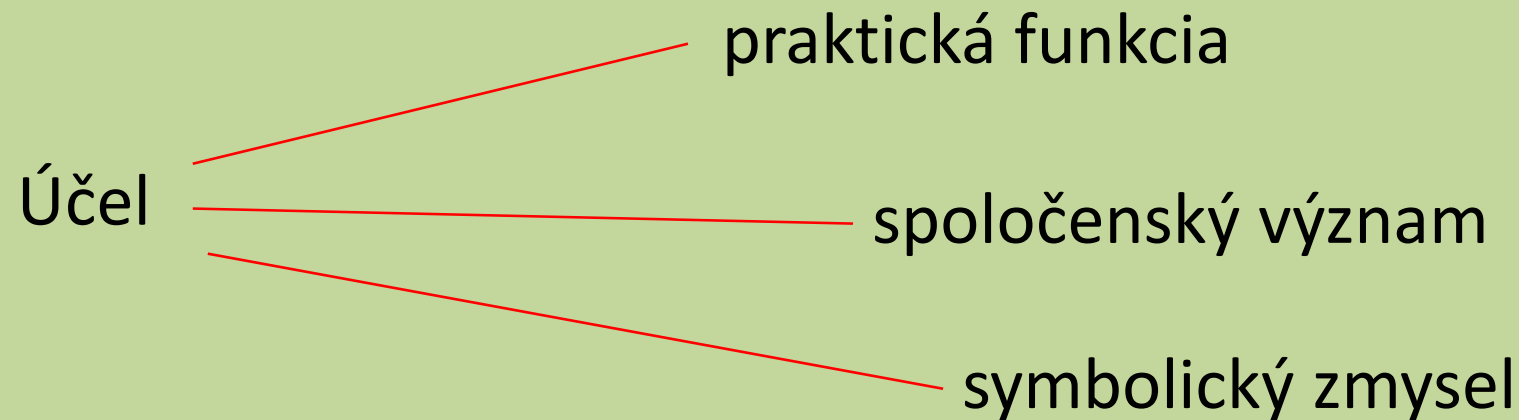 praktická funkcia
Účel
spoločenský význam
symbolický zmysel